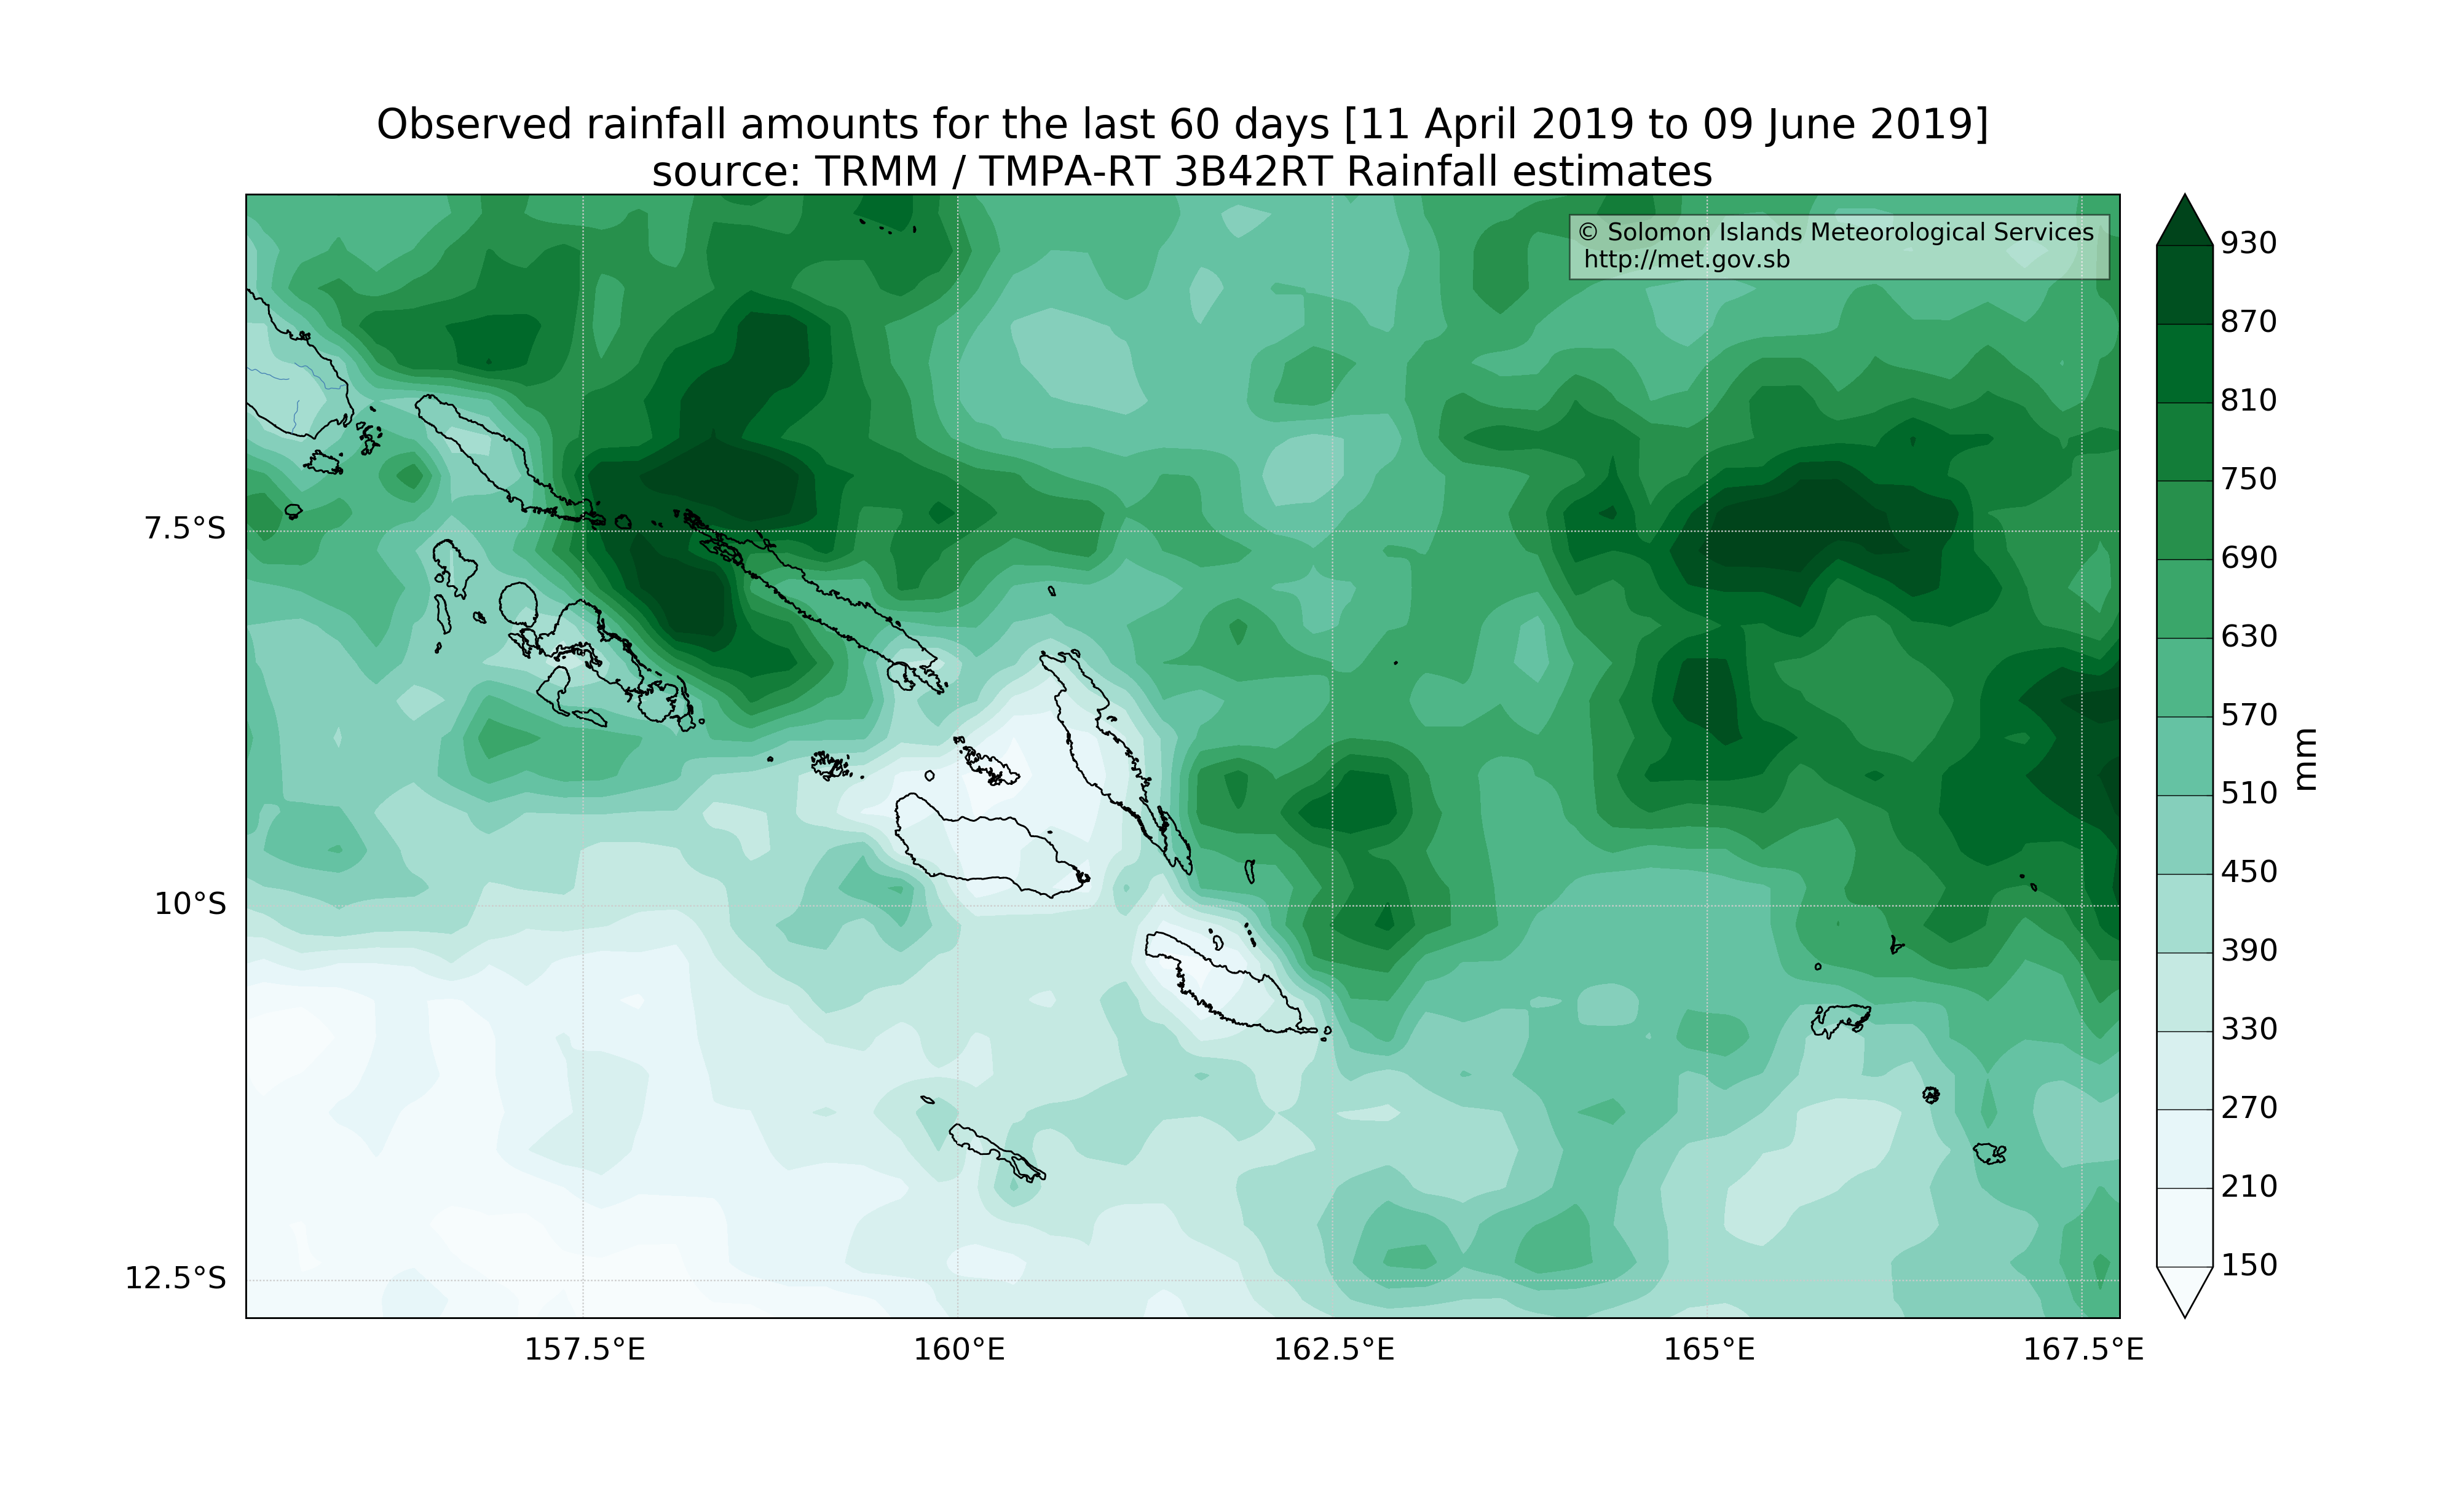 Observed rainfall amounts for the last 60 days [11 April 2019 to 09 June 2019]
source: TRMM / TMPA-RT 3B42RT Rainfall estimates
© Solomon Islands Meteorological Services
http://met.gov.sb
7.5°S
10°S
12.5°S
157.5°E
160°E
162.5°E
165°E
167.5°E
930
870
810
750
690
630
570
510
450
390
330
270
210
150
mm